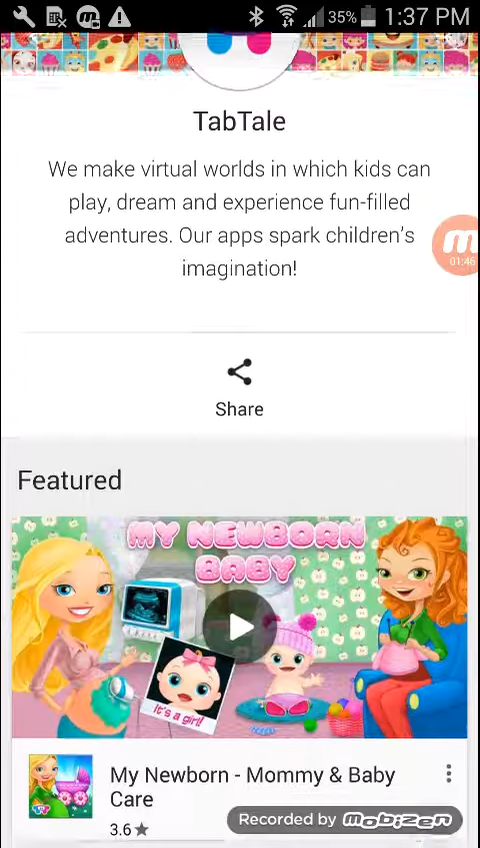 35% 1:37 PM
TabTale
We make virtual worlds in which kids can
play, dream and experience fun-filled
adventures. Our apps spark children's
imagination!
01:46
Share
Featured
MY NEWBORN
BABY
It's a girl!
My Newborn - Mommy & Baby
Care
3.6★
Recorded by mobizen